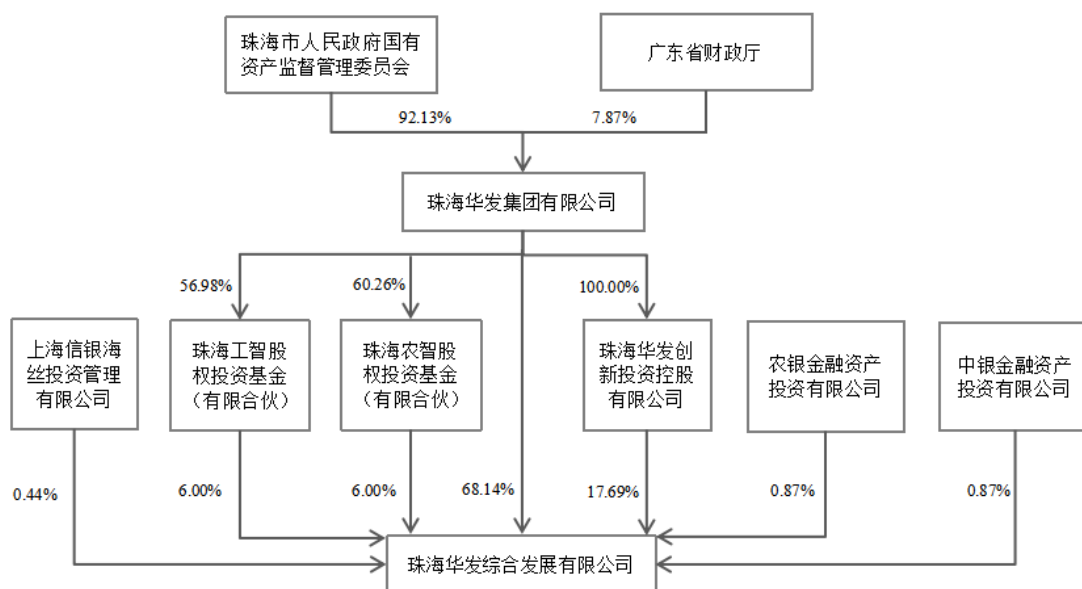 珠海市人民政府国有
资产监督管理委员会
广东省财政厅
92.13%
7.87%
珠海华发集团有限公司
56.98%
60.26%
100.00%
上海信银海
丝投资管理
有限公司
珠海工智股
权投资基金
（有限合伙）
珠海农智股
权投资基金
（有限合伙）
珠海华发创
新投资控股
有限公司
农银金融资产
投资有限公司
中银金融资产
投资有限公司
0.44%
6.00%
6.00%
68.14%
17.69%
0.87%
0.87%
珠海华发综合发展有限公司